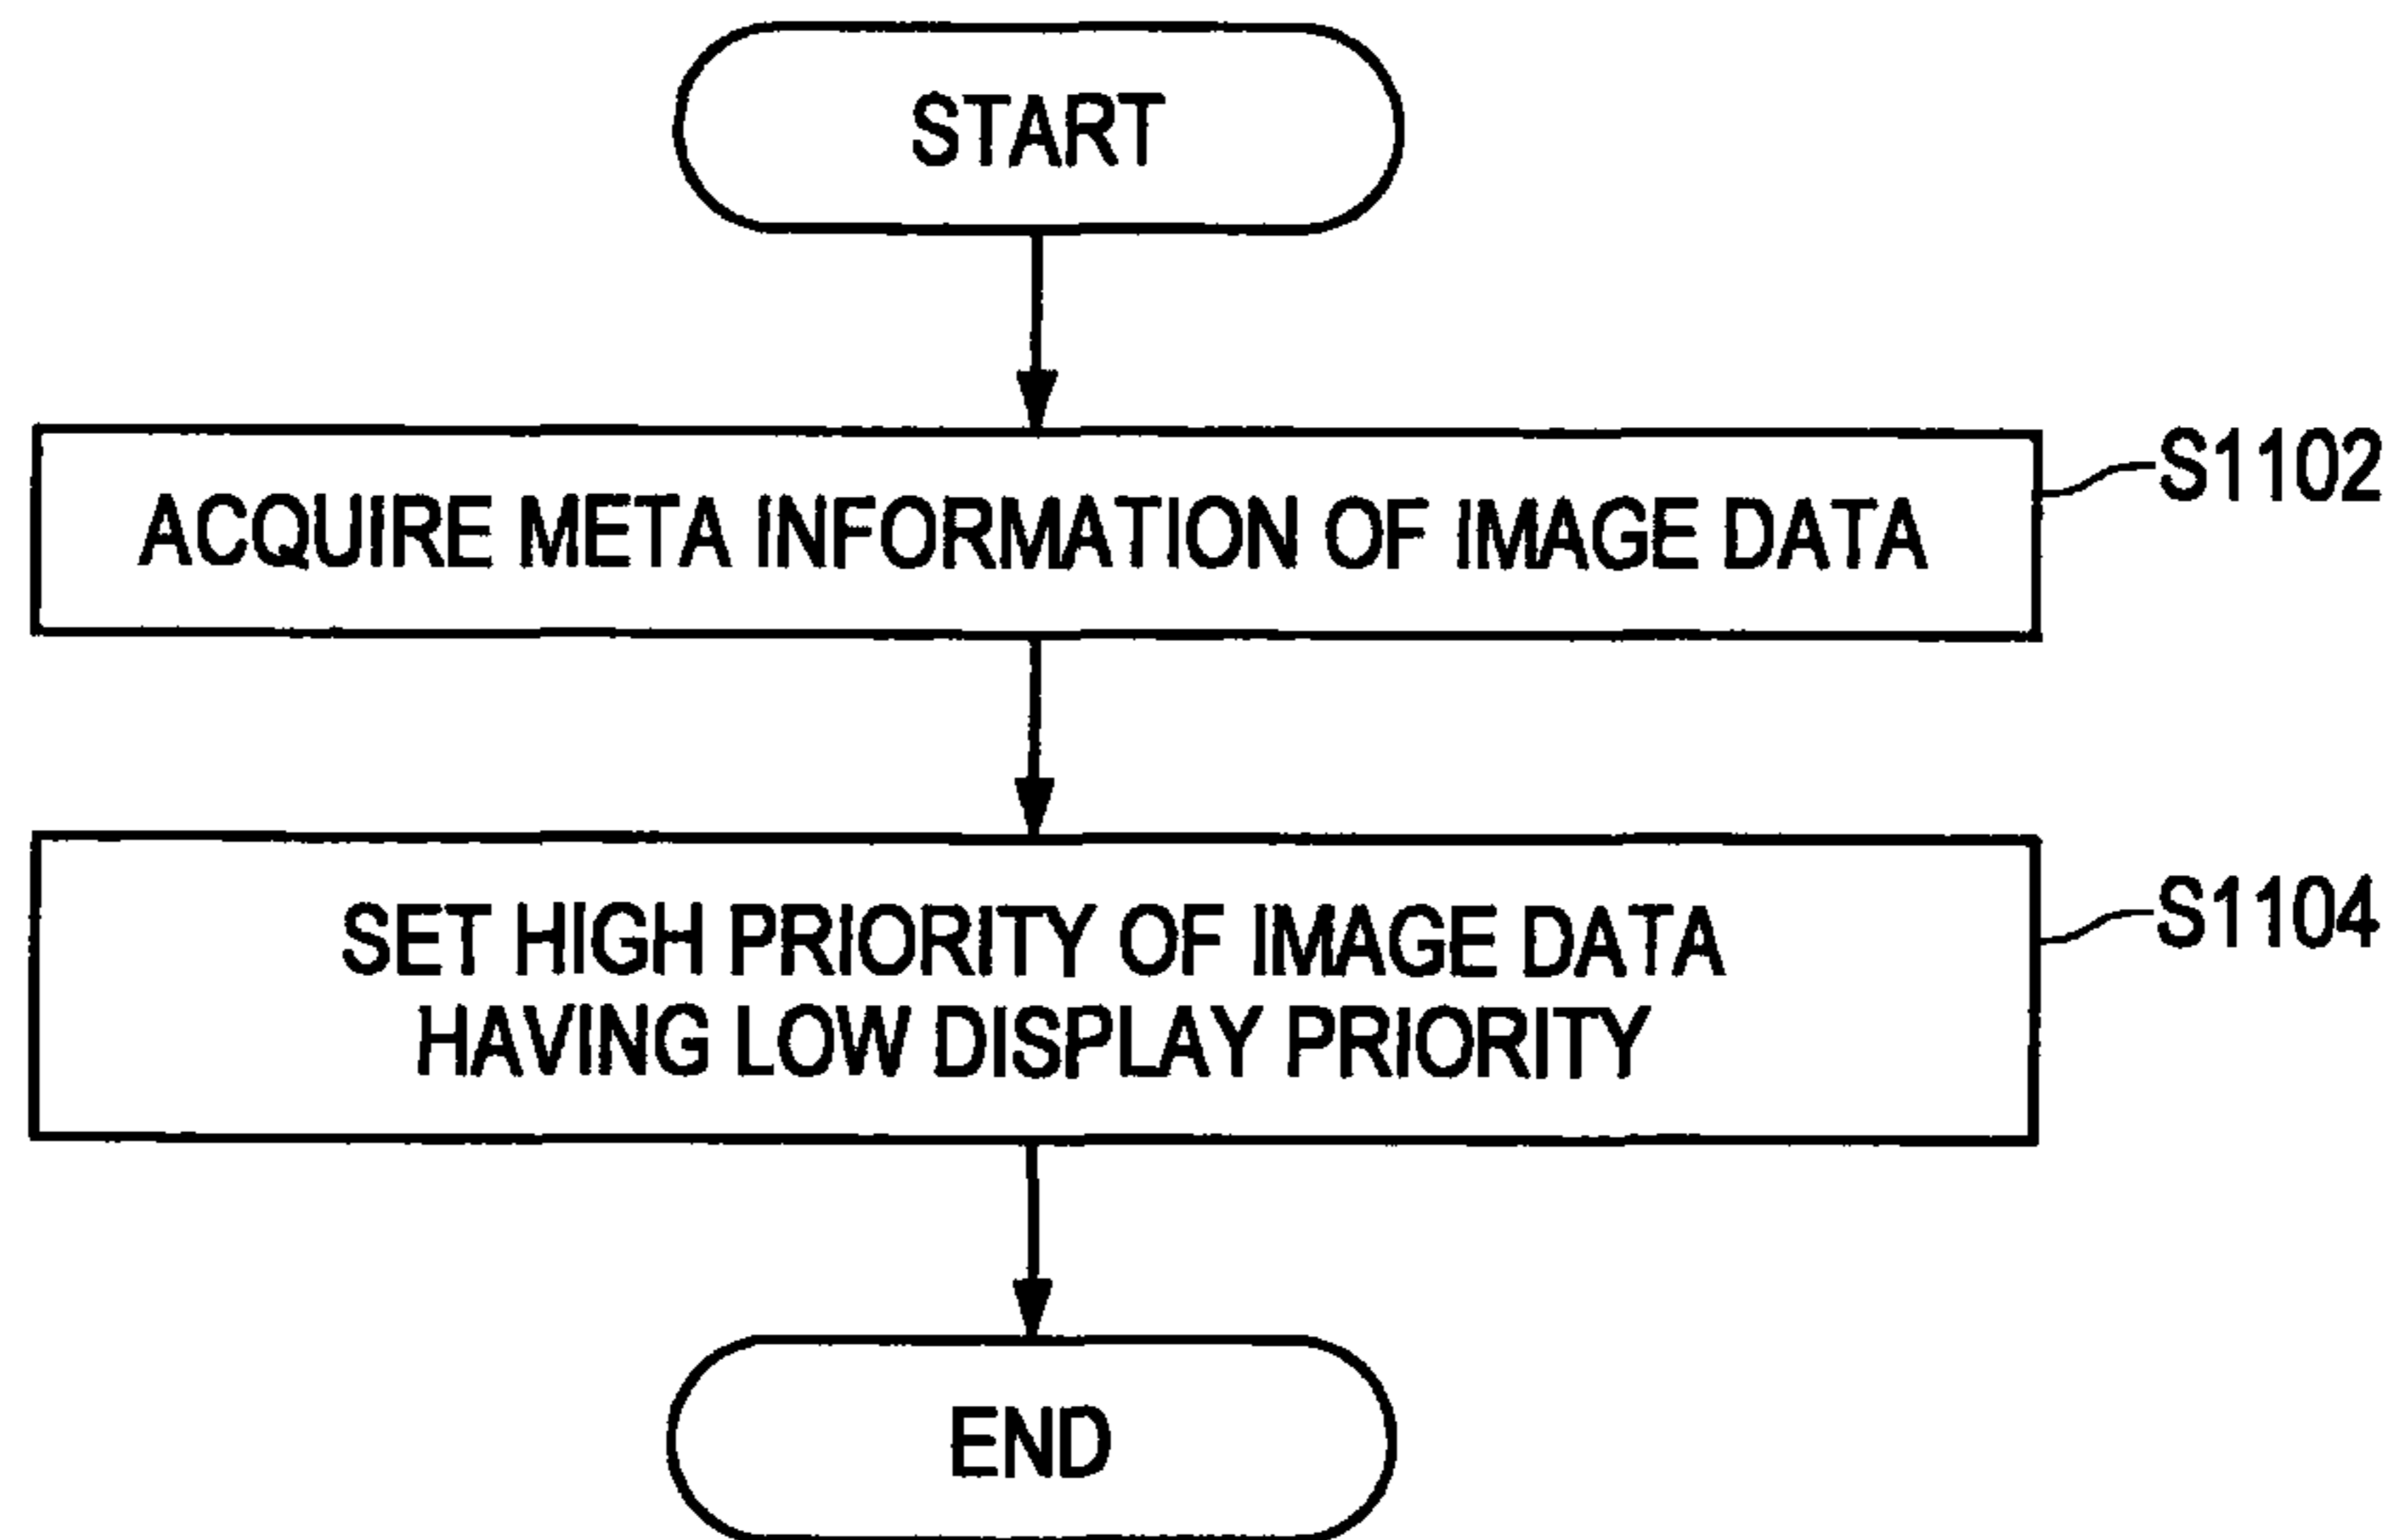 START
ACQUIRE META INFORMATION OF IMAGE DATA
S1102
SET HIGH PRIORITY OF IMAGE DATA
HAVING LOW DISPLAY PRIORITY
S1104
END